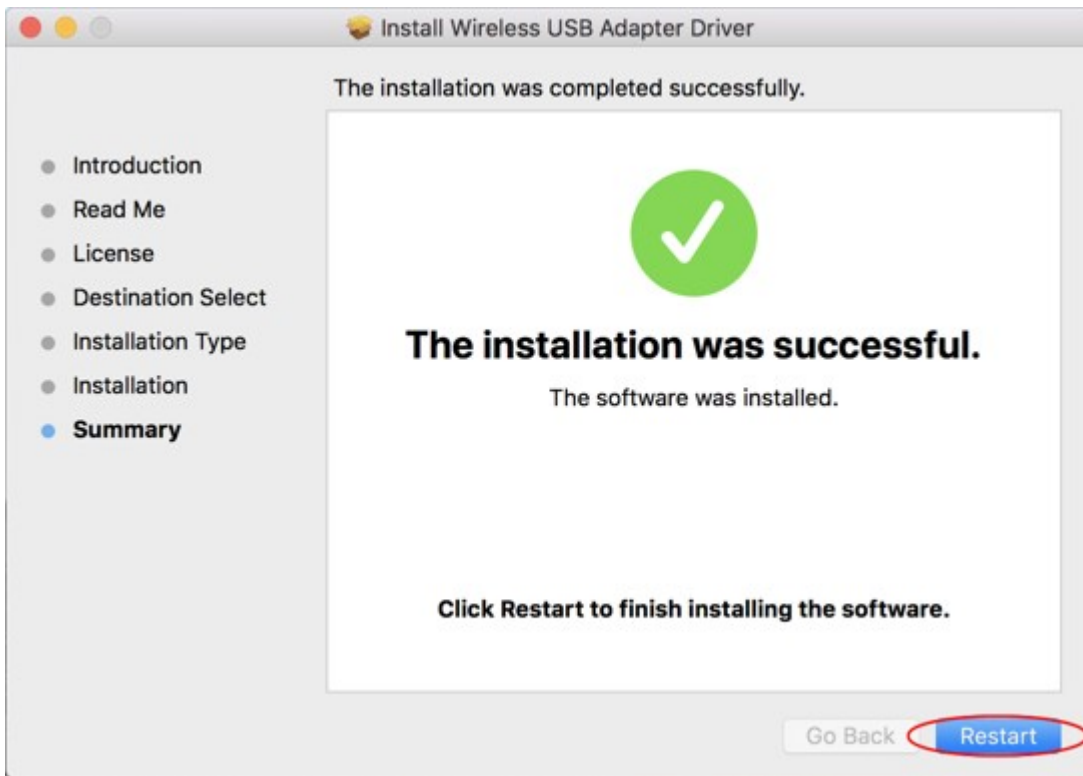 Install Wireless USB Adapter Driver
The installation was completed successfully.
Introduction
Read Me
License
Destination Select
Installation Type
Installation
Summary
The installation was successful.
The software was installed.
Click Restart to finish installing the software.
Go Back
Restart